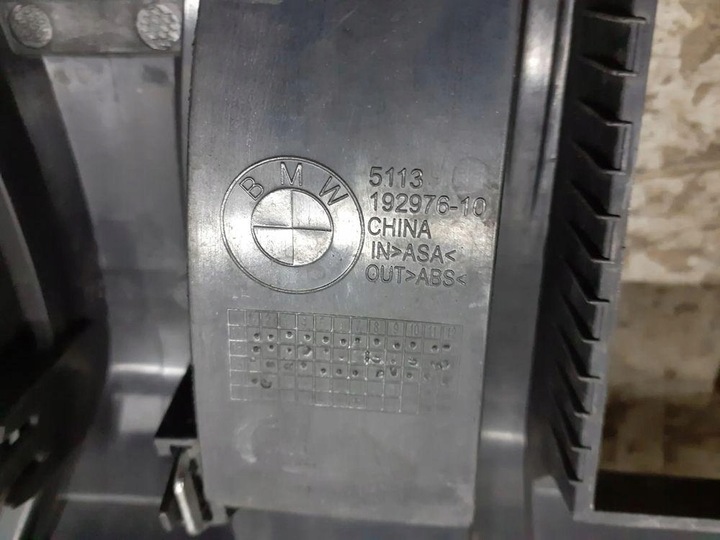 BMW
5113
192976-10
CHINA
IN>ASA<
OUT>ABS<